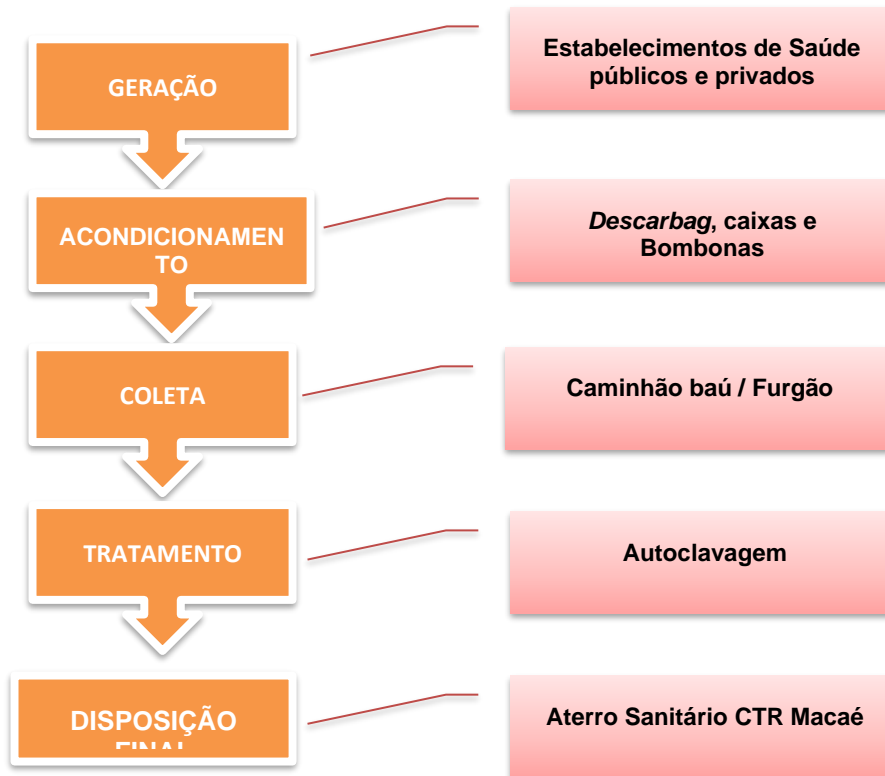 GERAÇÃO
Estabelecimentos de Saúde
públicos e privados
ACONDICIONAMEN
TO
Descarbag, caixas e
Bombonas
COLETA
Caminhão baú / Furgão
TRATAMENTO
Autoclavagem
DISPOSIÇÃO
FINAL
Aterro Sanitário CTR Macaé